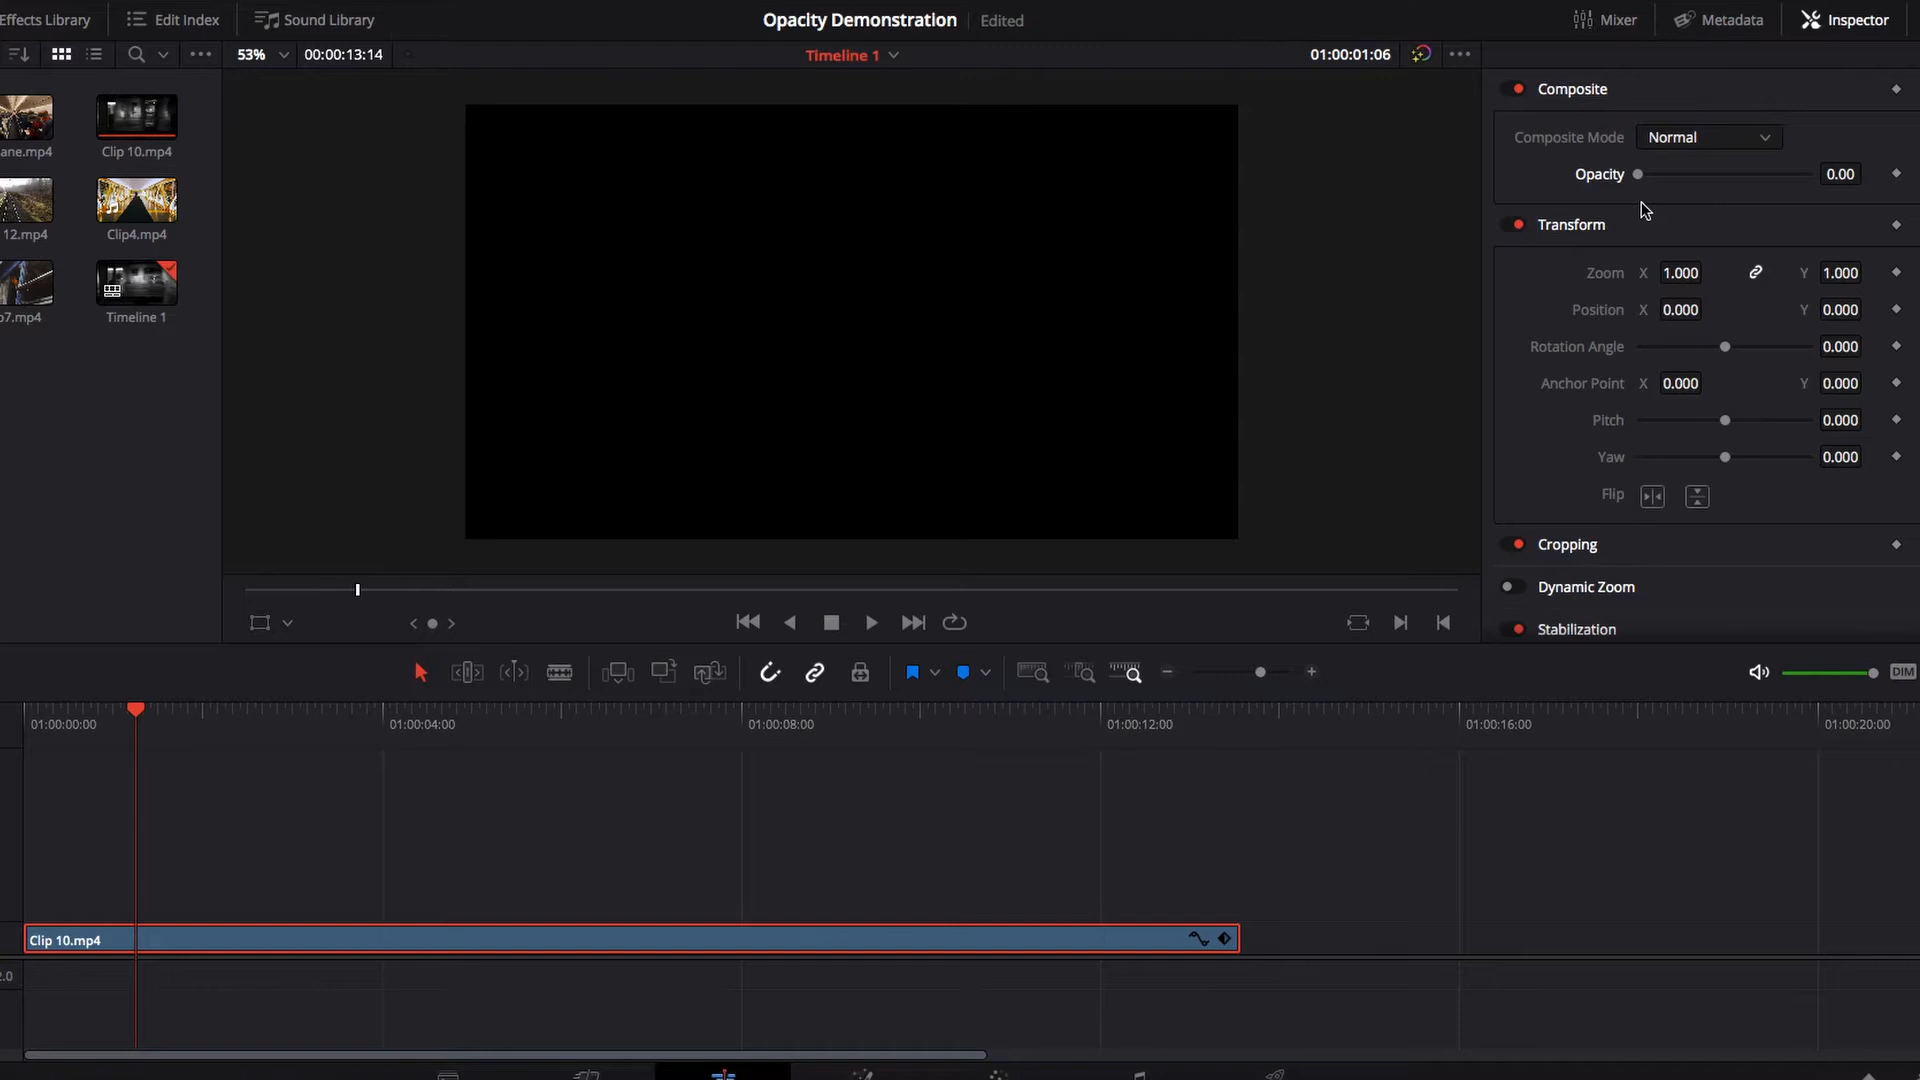 Effects Library
Edit Index
Sound Library
Opacity Demonstration
Edited
Mixer
Metadata
Inspector
53%
00:00:13:14
Timeline 1
01:00:01:06
ane.mp4
Clip 10.mp4
12.mp4
Clip4.mp4
p7.mp4
Timeline 1
Composite
Composite Mode
Normal
Opacity
0.00
Transform
Zoom X 1.000 Y 1.000
Position X 0.000 Y 0.000
Rotation Angle 0.000
Anchor Point X 0.000 Y 0.000
Pitch 0.000
Yaw 0.000
Flip
Cropping
Dynamic Zoom
Stabilization
DIM
01:00:00:00
01:00:04:00
01:00:08:00
01:00:12:00
01:00:16:00
01:00:20:00
Clip 10.mp4
2.0